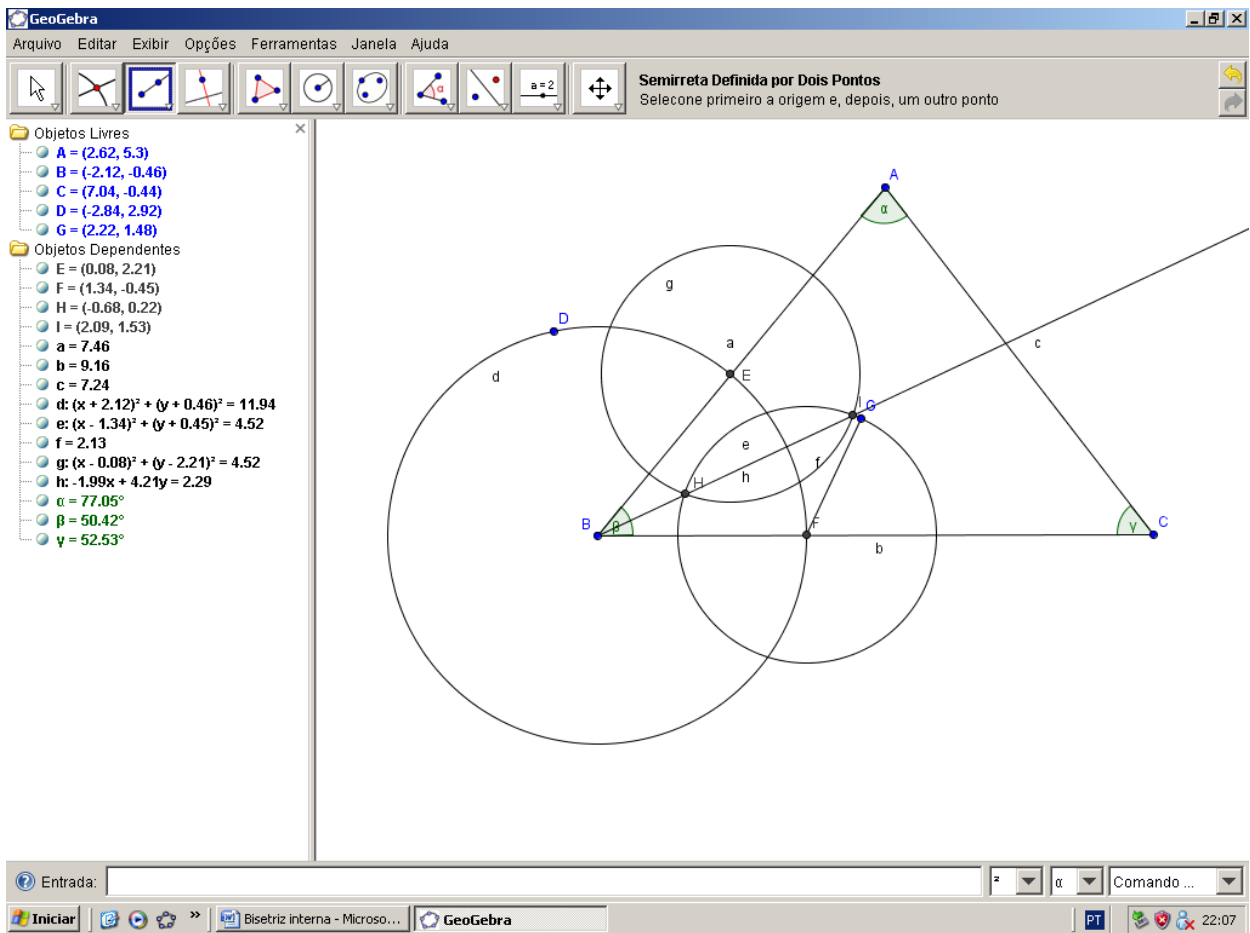 GeoGebra
Arquivo Editar Exibir Opções Ferramentas Janela Ajuda
α
a = 2
Semirreta Definida por Dois Pontos
Selecone primeiro a origem e, depois, um outro ponto
Objetos Livres
A = (2.62, 5.3)
B = (-2.12, -0.46)
C = (7.04, -0.44)
D = (-2.84, 2.92)
G = (2.22, 1.48)
Objetos Dependentes
E = (0.08, 2.21)
F = (1.34, -0.45)
H = (-0.68, 0.22)
I = (2.09, 1.53)
a = 7.46
b = 9.16
c = 7.24
d: (x + 2.12)² + (y + 0.46)² = 11.94
e: (x - 1.34)² + (y + 0.45)² = 4.52
f = 2.13
g: (x - 0.08)² + (y - 2.21)² = 4.52
h: -1.99x + 4.21y = 2.29
α = 77.05°
β = 50.42°
γ = 52.53°
A
α
g
D
a
c
d
E
I G
e
f
h
H
B β F γ C
b
Entrada: ² α Comando ...
Iniciar » Bisetriz interna - Microso... GeoGebra PT 22:07